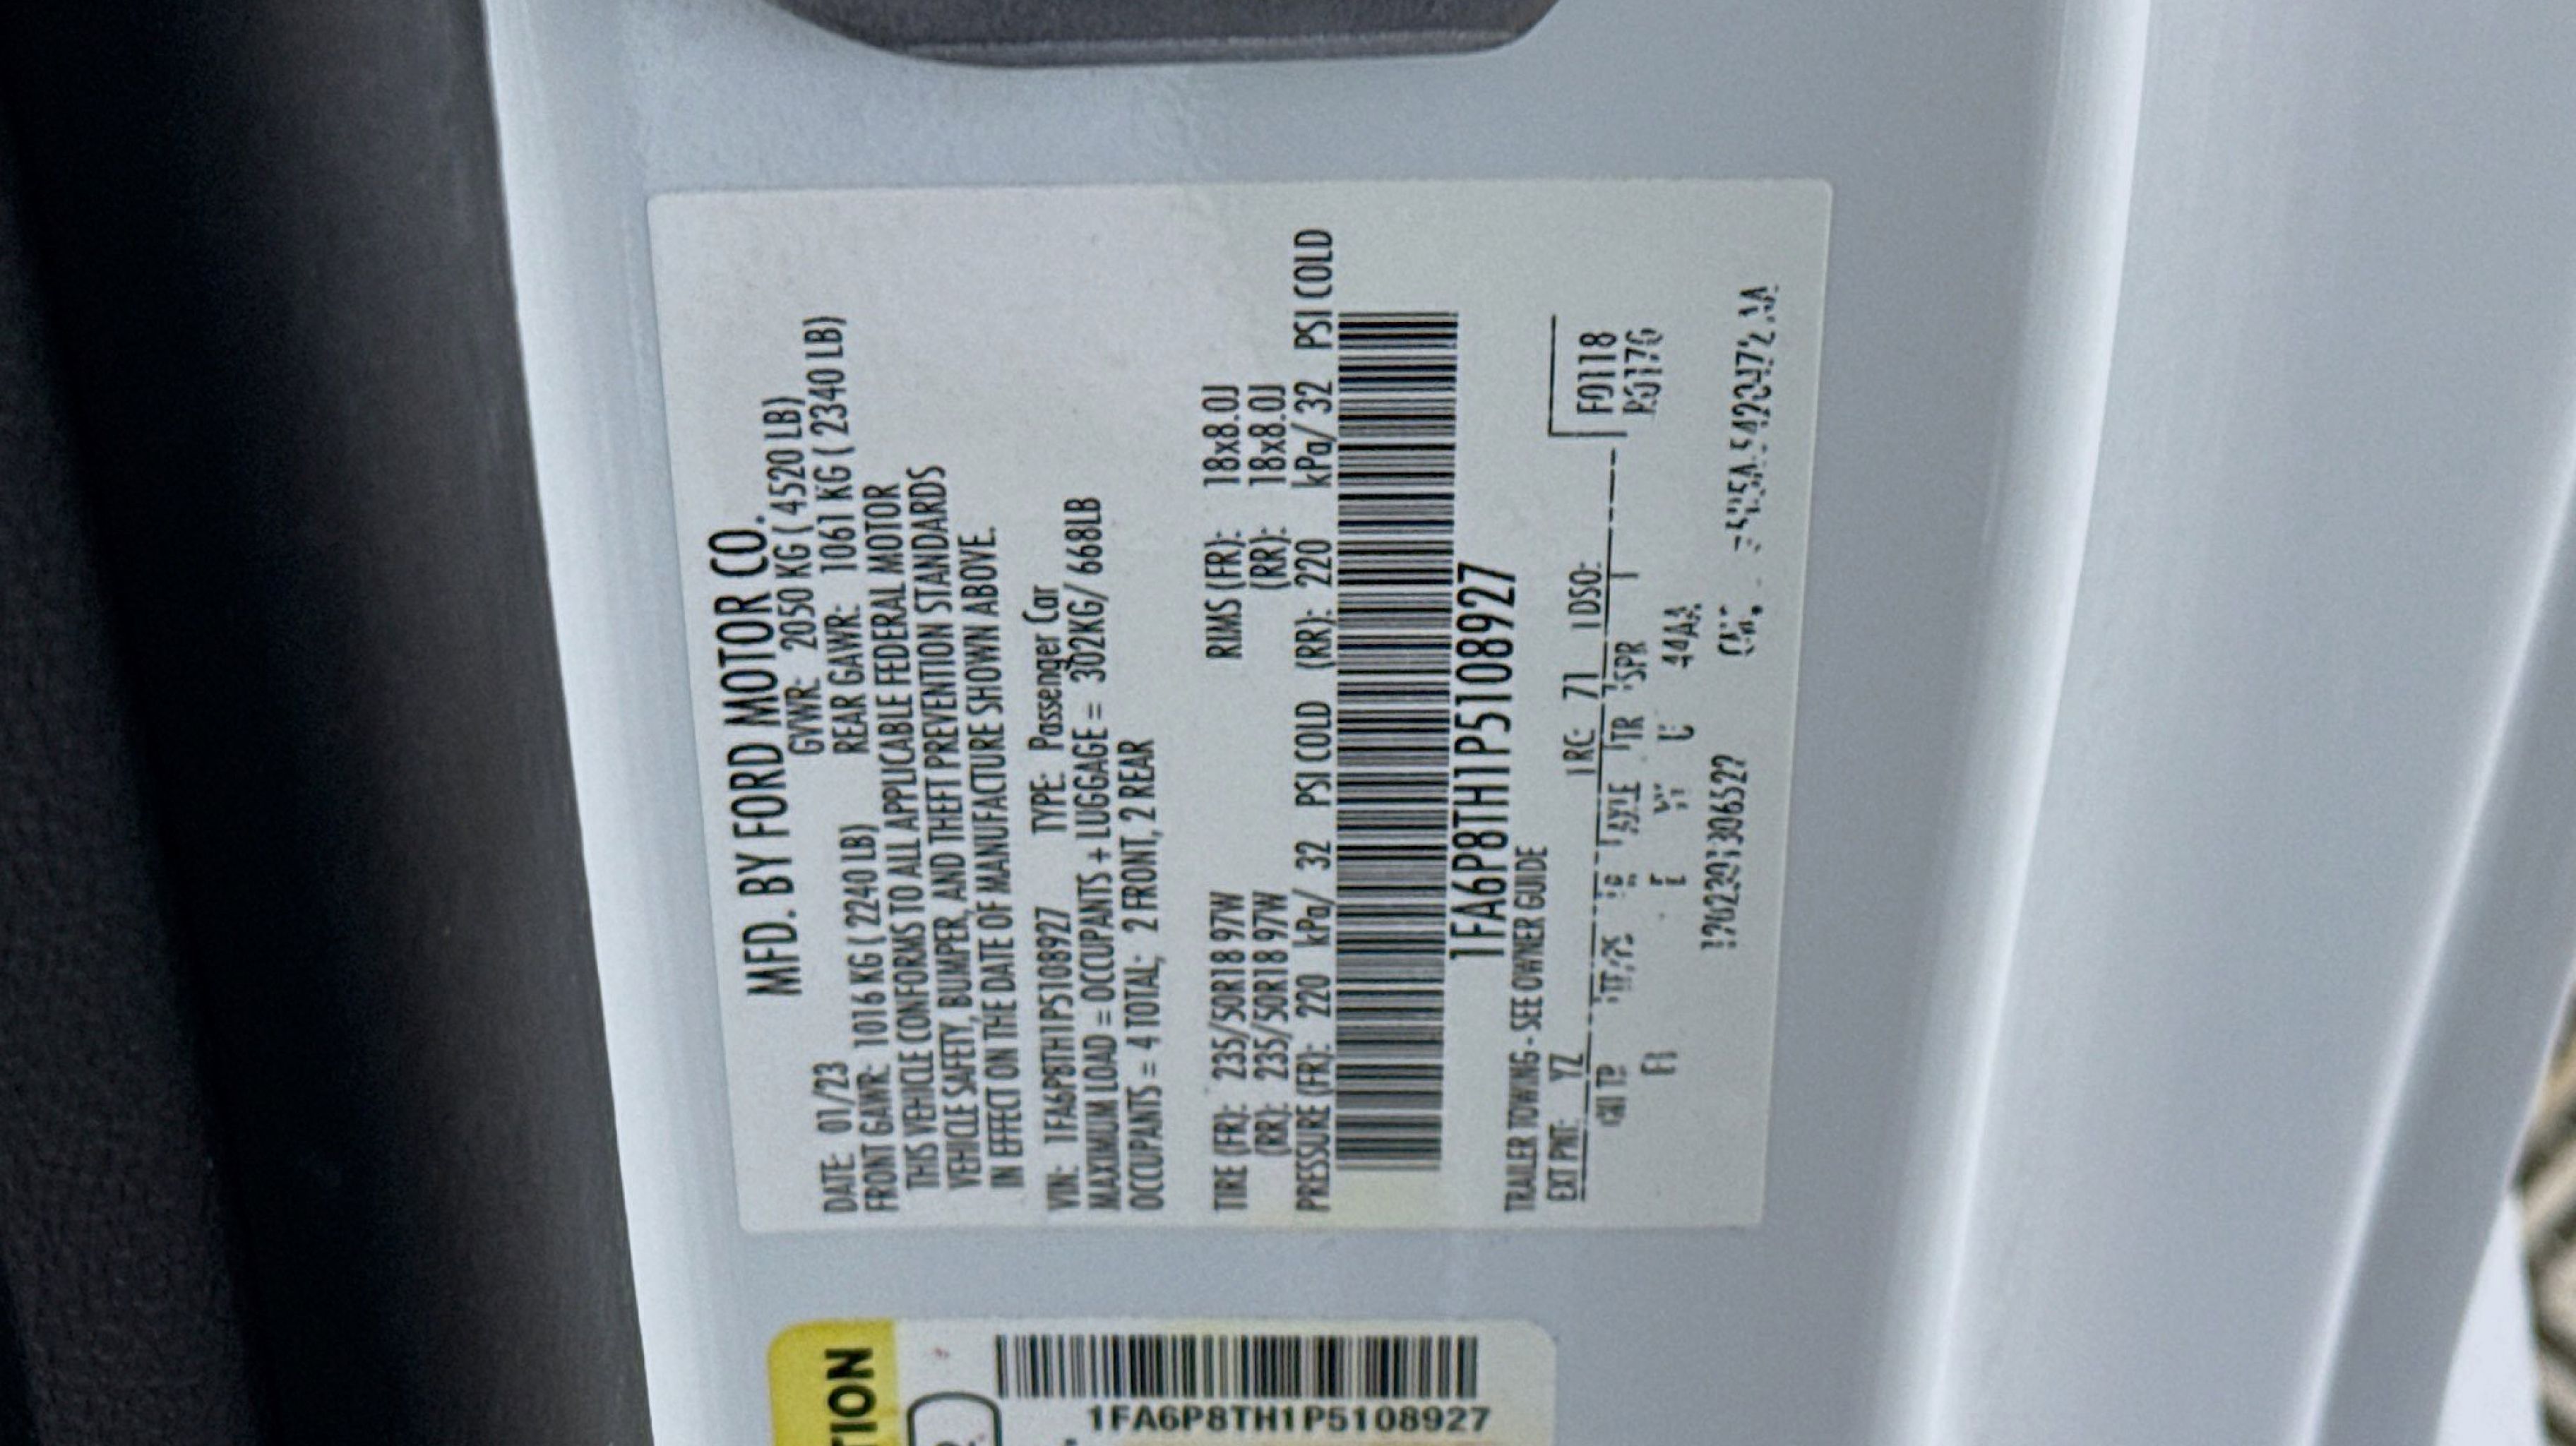 MFD. BY FORD MOTOR CO.
DATE: 01/23 GVWR: 2050 KG ( 4520 LB)
FRONT GAWR: 1016 KG ( 2240 LB) REAR GAWR: 1061 KG ( 2340 LB)
THIS VEHICLE CONFORMS TO ALL APPLICABLE FEDERAL MOTOR
VEHICLE SAFETY, BUMPER, AND THEFT PREVENTION STANDARDS
IN EFFECT ON THE DATE OF MANUFACTURE SHOWN ABOVE.
VIN: 1FA6P8TH1P5108927 TYPE: Passenger Car
MAXIMUM LOAD = OCCUPANTS + LUGGAGE = 302KG/ 668LB
OCCUPANTS = 4 TOTAL; 2 FRONT, 2 REAR
TIRE (FR): 235/50R18 97W RIMS (FR): 18x8.0J
(RR): 235/50R18 97W (RR): 18x8.0J
PRESSURE (FR): 220 kPa/ 32 PSI COLD (RR): 220 kPa/ 32 PSI COLD
1FA6P8TH1P5108927
TRAILER TOWING - SEE OWNER GUIDE
EXT PNT: YZ RC: 71 DSO:
F0118
TR SPR
TION
1FA6P8TH1P5108927